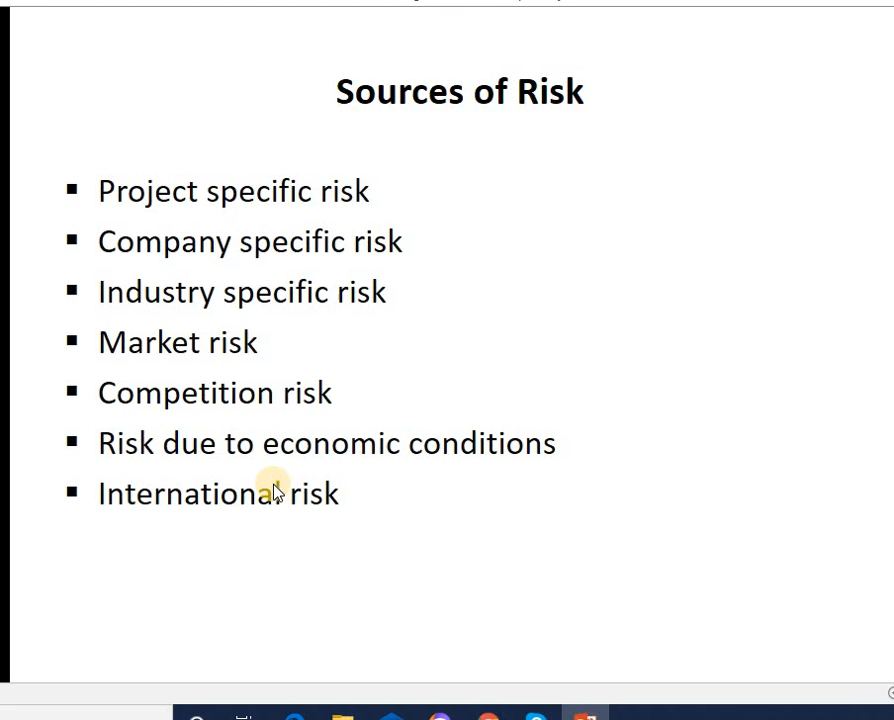 Sources of Risk
▪ Project specific risk
▪ Company specific risk
▪ Industry specific risk
▪ Market risk
▪ Competition risk
▪ Risk due to economic conditions
▪ International risk